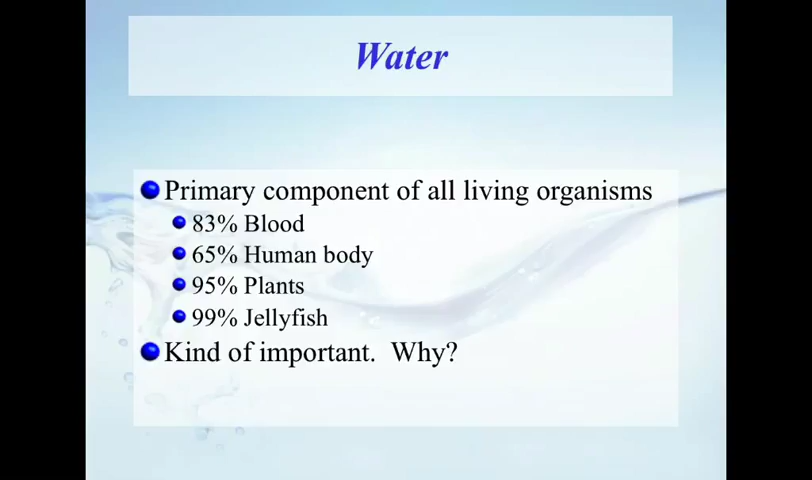 Water
Primary component of all living organisms
83% Blood
65% Human body
95% Plants
99% Jellyfish
Kind of important.  Why?